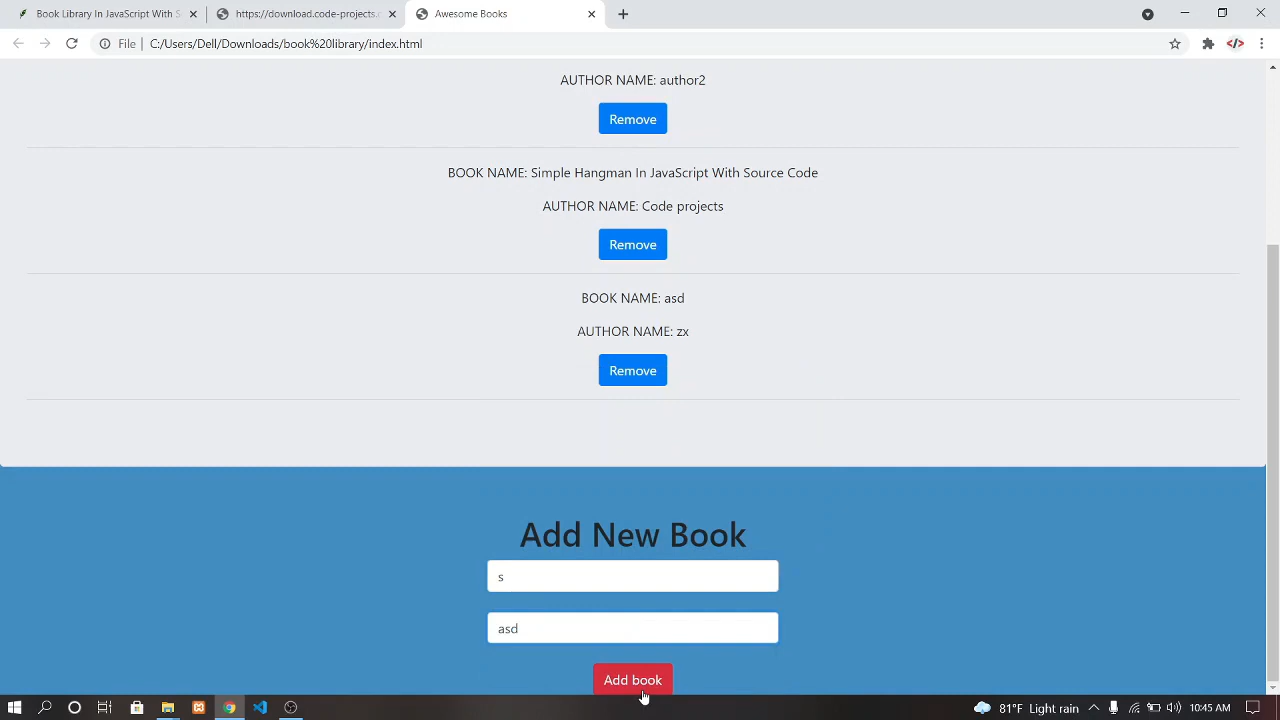 Book Library In JavaScript With S
https://download.code-projects.
Awesome Books
File
C:/Users/Dell/Downloads/book%20library/index.html
AUTHOR NAME: author2
Remove
BOOK NAME: Simple Hangman In JavaScript With Source Code
AUTHOR NAME: Code projects
Remove
BOOK NAME: asd
AUTHOR NAME: zx
Remove
Add New Book
s
asd
Add book
81°F Light rain
10:45 AM